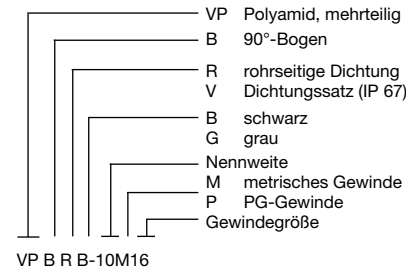 VP Polyamid, mehrteilig
B 90°-Bogen
R rohrseitige Dichtung
V Dichtungssatz (IP 67)
B schwarz
G grau
Nennweite
M metrisches Gewinde
P PG-Gewinde
Gewindegröße
VP B R B-10M16